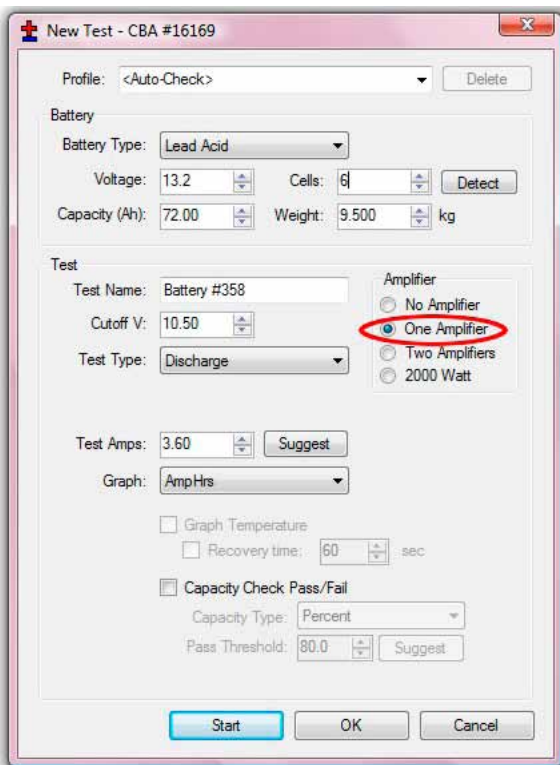 New Test - CBA #16169
Profile: <Auto-Check> Delete
Battery
Battery Type: Lead Acid
Voltage: 13.2 Cells: 6 Detect
Capacity (Ah): 72.00 Weight: 9.500 kg
Test
Test Name: Battery #358
Cutoff V: 10.50
Test Type: Discharge
Amplifier
No Amplifier
One Amplifier
Two Amplifiers
2000 Watt
Test Amps: 3.60 Suggest
Graph: AmpHrs
Graph Temperature
Recovery time: 60 sec
Capacity Check Pass/Fail
Capacity Type: Percent
Pass Threshold: 80.0 Suggest
Start OK Cancel